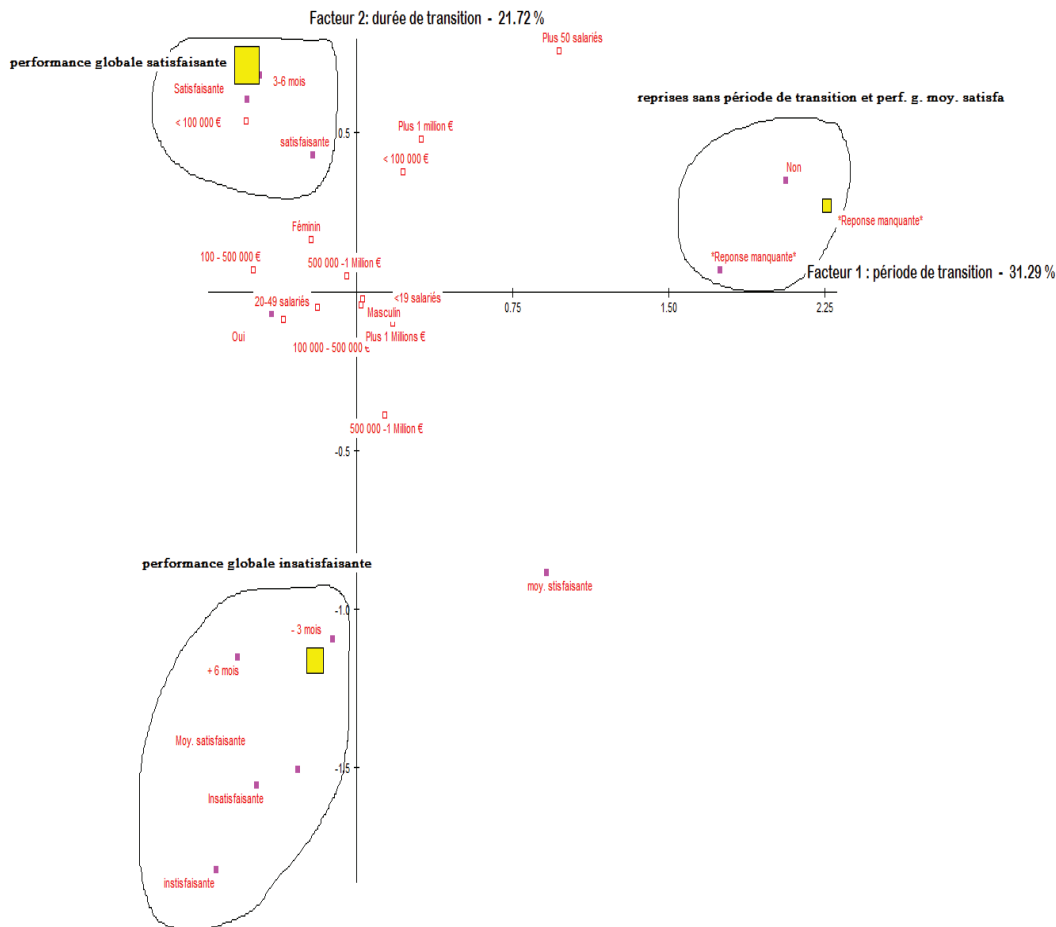 Facteur 2: durée de transition - 21.72 %
Plus 50 salariés
performance globale satisfaisante
3-6 mois
Satisfaisante
reprises sans période de transition et perf. g. moy. satisfa
< 100 000 €
Plus 1 million €
0.5
satisfaisante
< 100 000 €
Non
*Reponse manquante*
Féminin
100 - 500 000 €
500 000 -1 Million €
*Reponse manquante*
Facteur 1 : période de transition - 31.29 %
20-49 salariés
<19 salariés
0.75
1.50
2.25
Masculin
Oui
Plus 1 Millions €
100 000 - 500 000 €
500 000 -1 Million €
-0.5
performance globale insatisfaisante
moy. stisfaisante
-1.0
- 3 mois
+ 6 mois
Moy. satisfaisante
-1.5
Insatisfaisante
instisfaisante